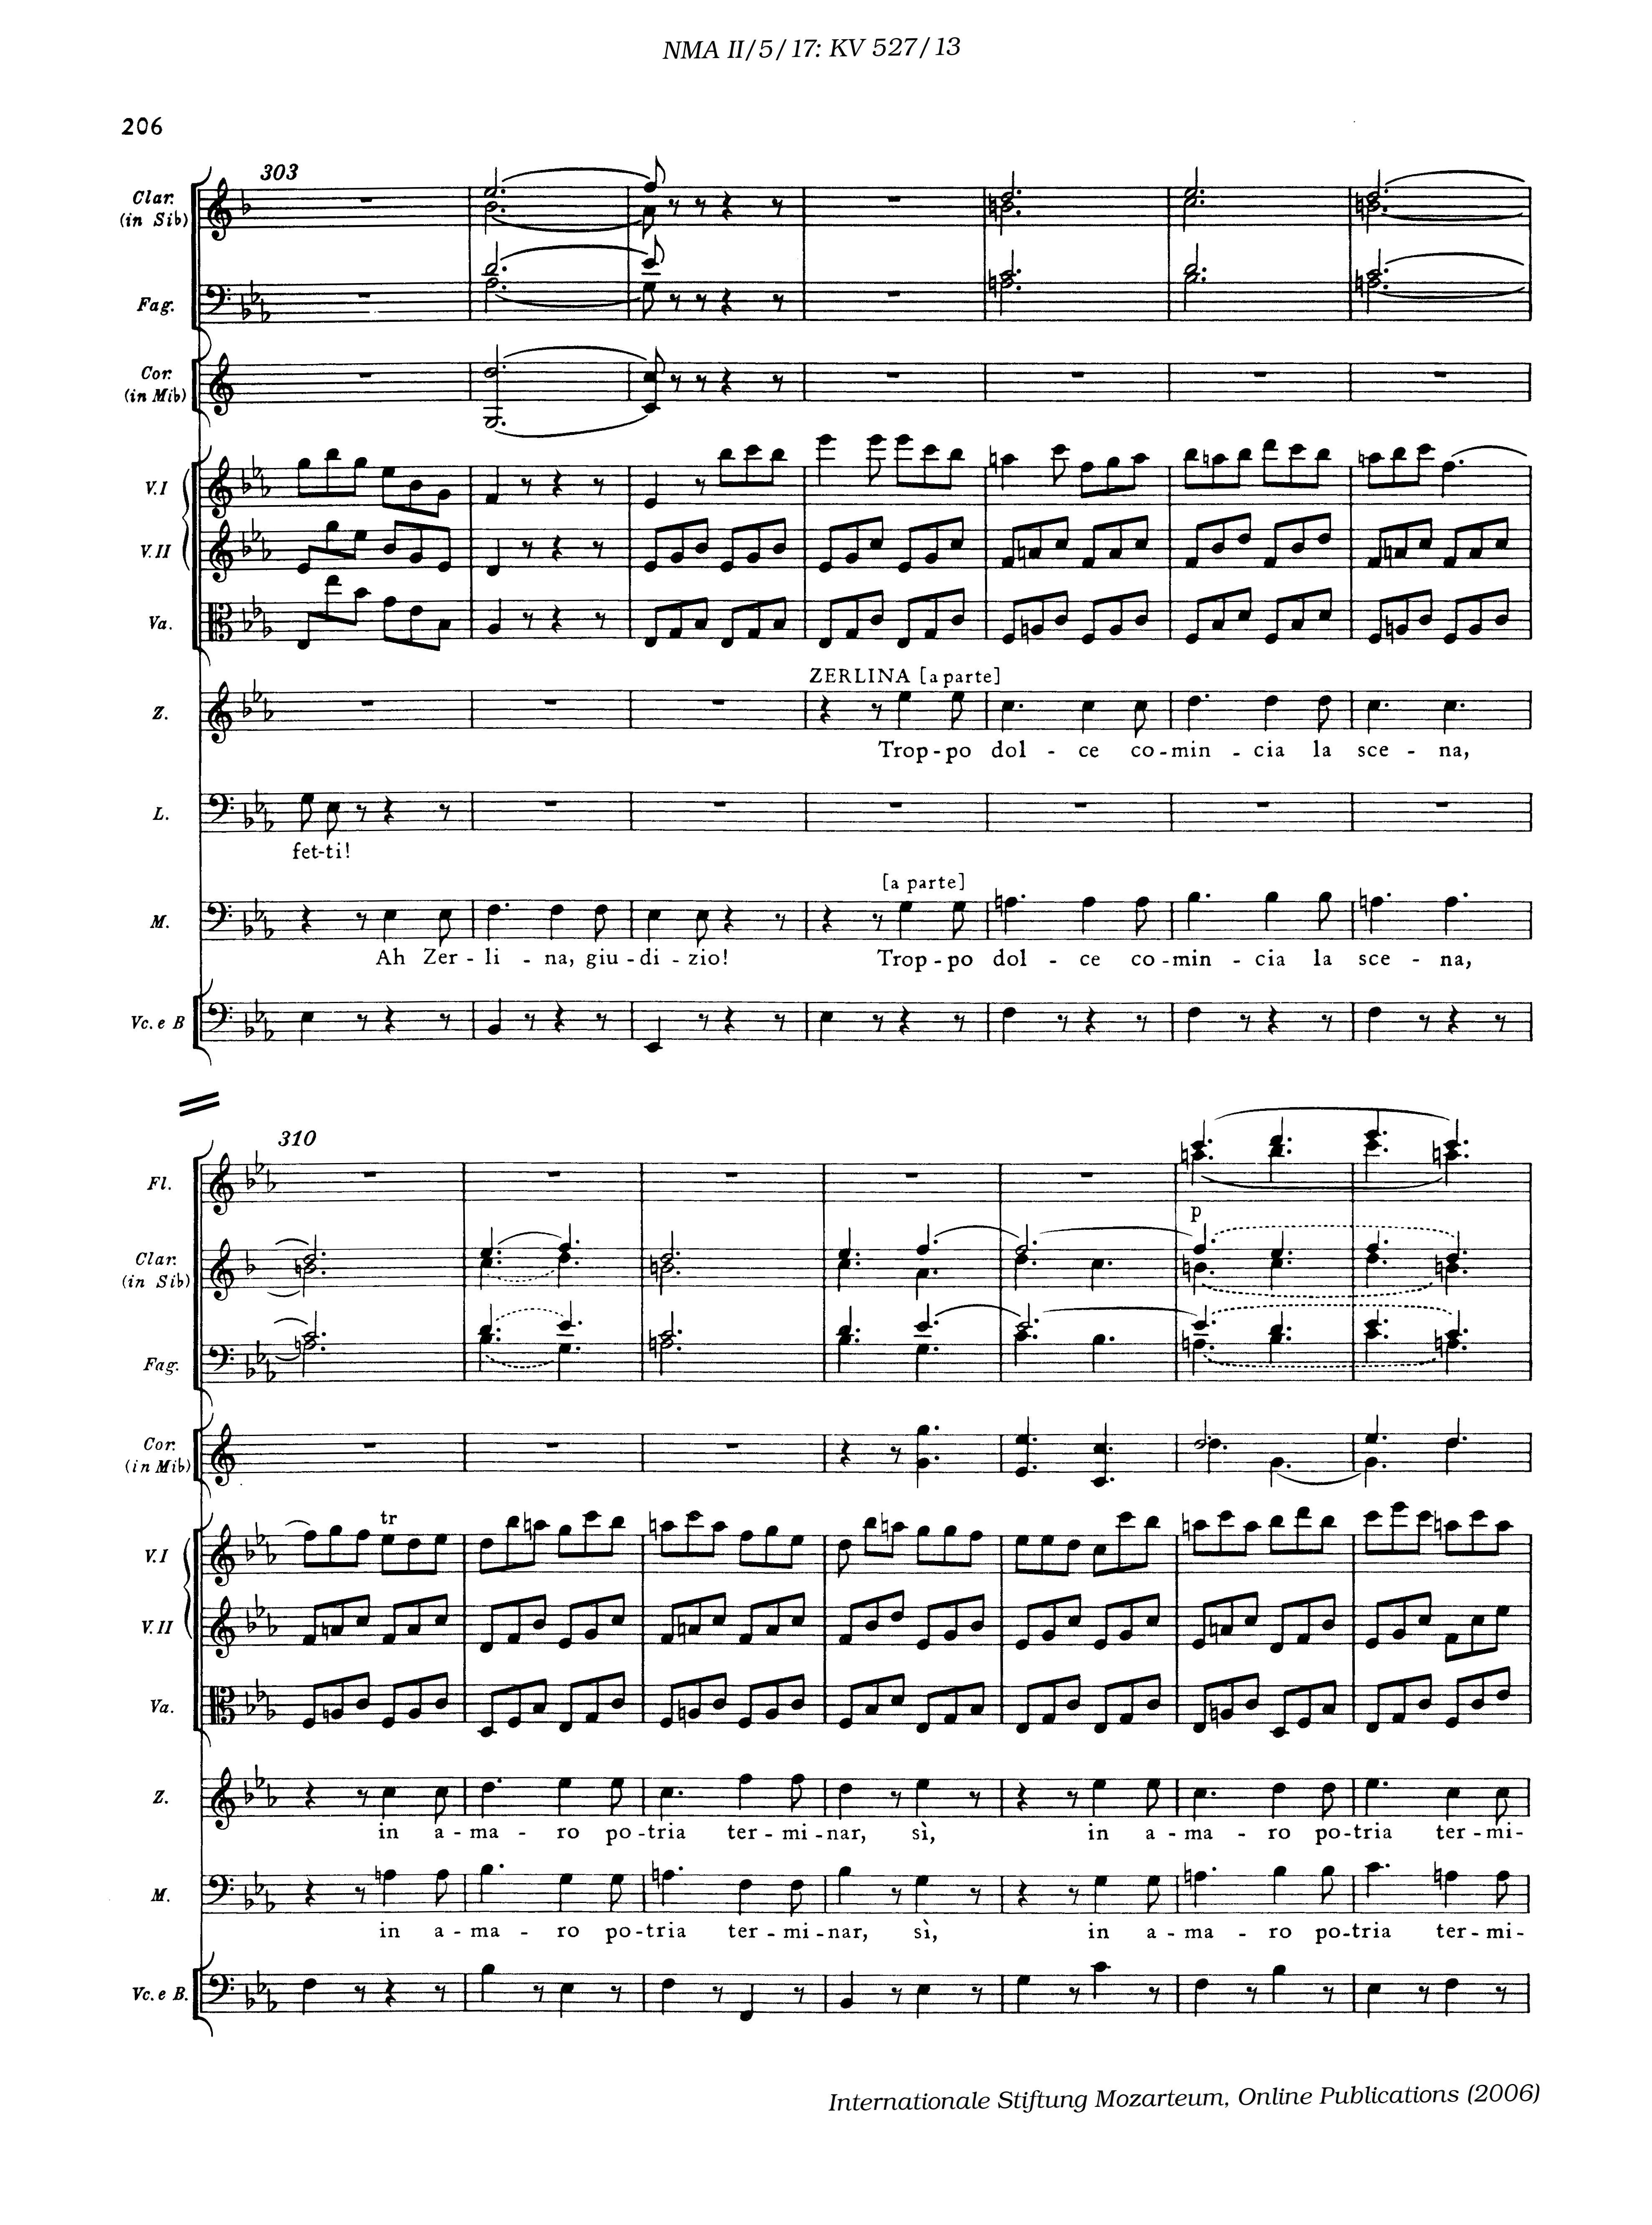 NMA II/5/17: KV 527/13
206
303
Clar.
(in Sib)
Fag.
Cor.
(in Mib)
V.I
V.II
Va.
ZERLINA [a parte]
Z.
Trop-po dol - ce co-min - cia la sce - na,
L.
fet-ti!
[a parte]
M.
Ah Zer - li - na, giu - di - zio! Trop-po dol - ce co-min - cia la sce - na,
Vc. e B
310
Fl.
p
Clar.
(in Sib)
Fag.
Cor.
(in Mib)
tr
V.I
V.II
Va.
Z.
in a - ma - ro po-tria ter-mi-nar, sì, in a - ma - ro po-tria ter-mi-
M.
in a - ma - ro po-tria ter-mi-nar, sì, in a - ma - ro po-tria ter-mi-
Vc. e B.
Internationale Stiftung Mozarteum, Online Publications (2006)